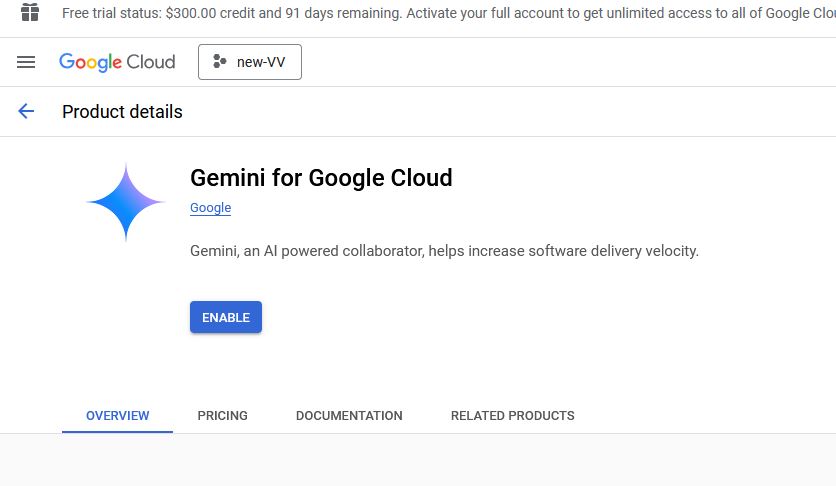 Free trial status: $300.00 credit and 91 days remaining. Activate your full account to get unlimited access to all of Google Clou
Google Cloud
new-VV
Product details
Gemini for Google Cloud
Google
Gemini, an AI powered collaborator, helps increase software delivery velocity.
ENABLE
OVERVIEW PRICING DOCUMENTATION RELATED PRODUCTS